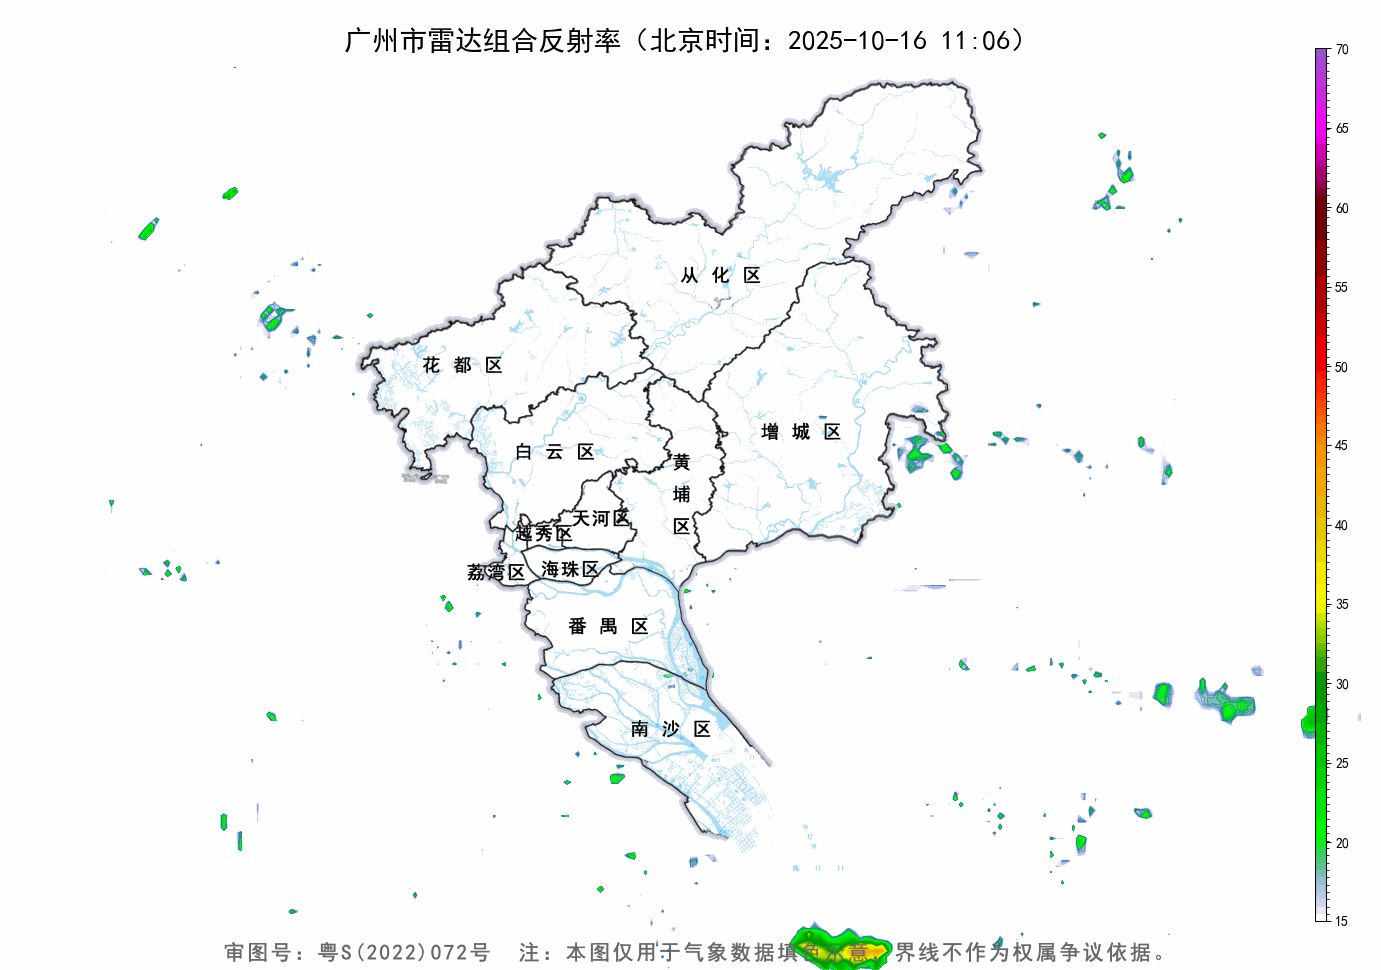 广州市雷达组合反射率（北京时间：2025-10-16 11:06）
70
65
60
55
50
45
40
35
30
25
20
15
从化区
花都区
增城区
白云区
黄埔区
天河区
越秀区
荔湾区
海珠区
番禺区
南沙区
审图号：粤S(2022)072号 注：本图仅用于气象数据填色示意，界线不作为权属争议依据。